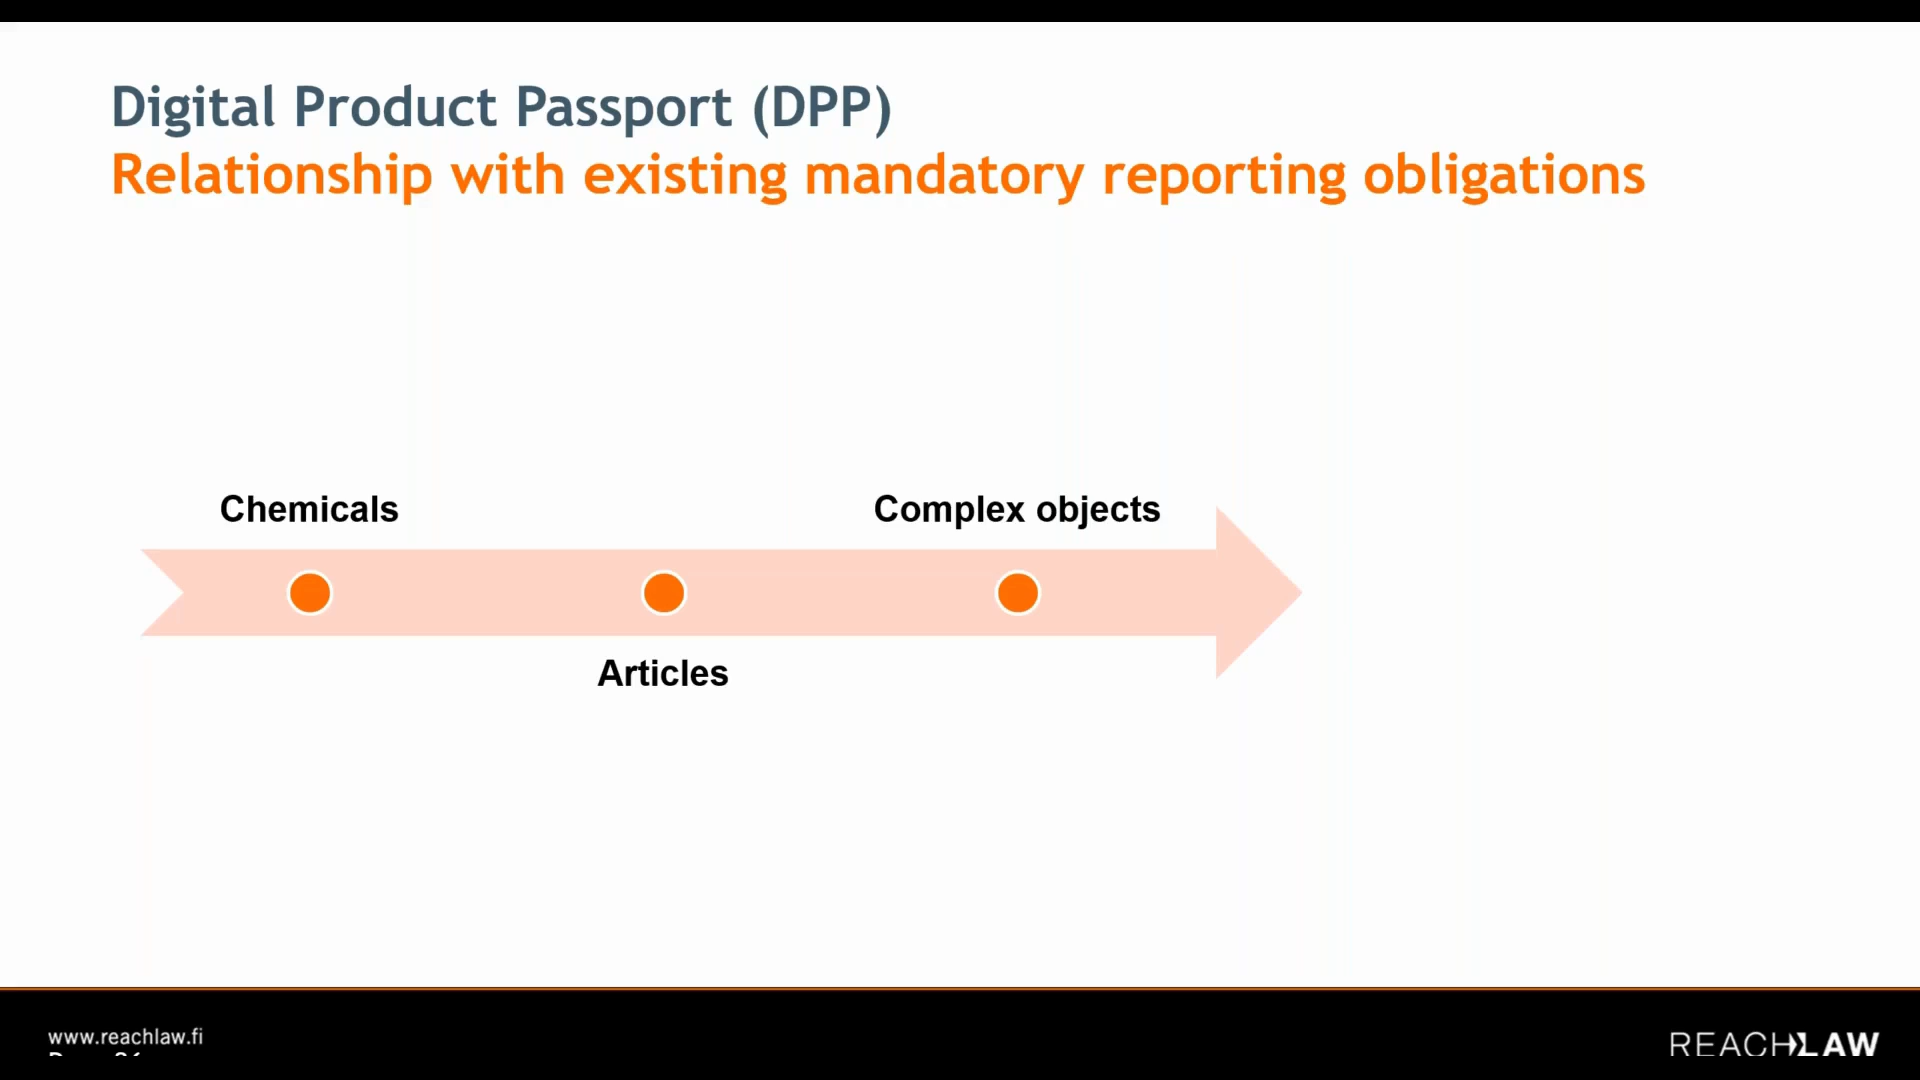 Digital Product Passport (DPP)
Relationship with existing mandatory reporting obligations
Chemicals
Complex objects
Articles
www.reachlaw.fi
REACHLAW